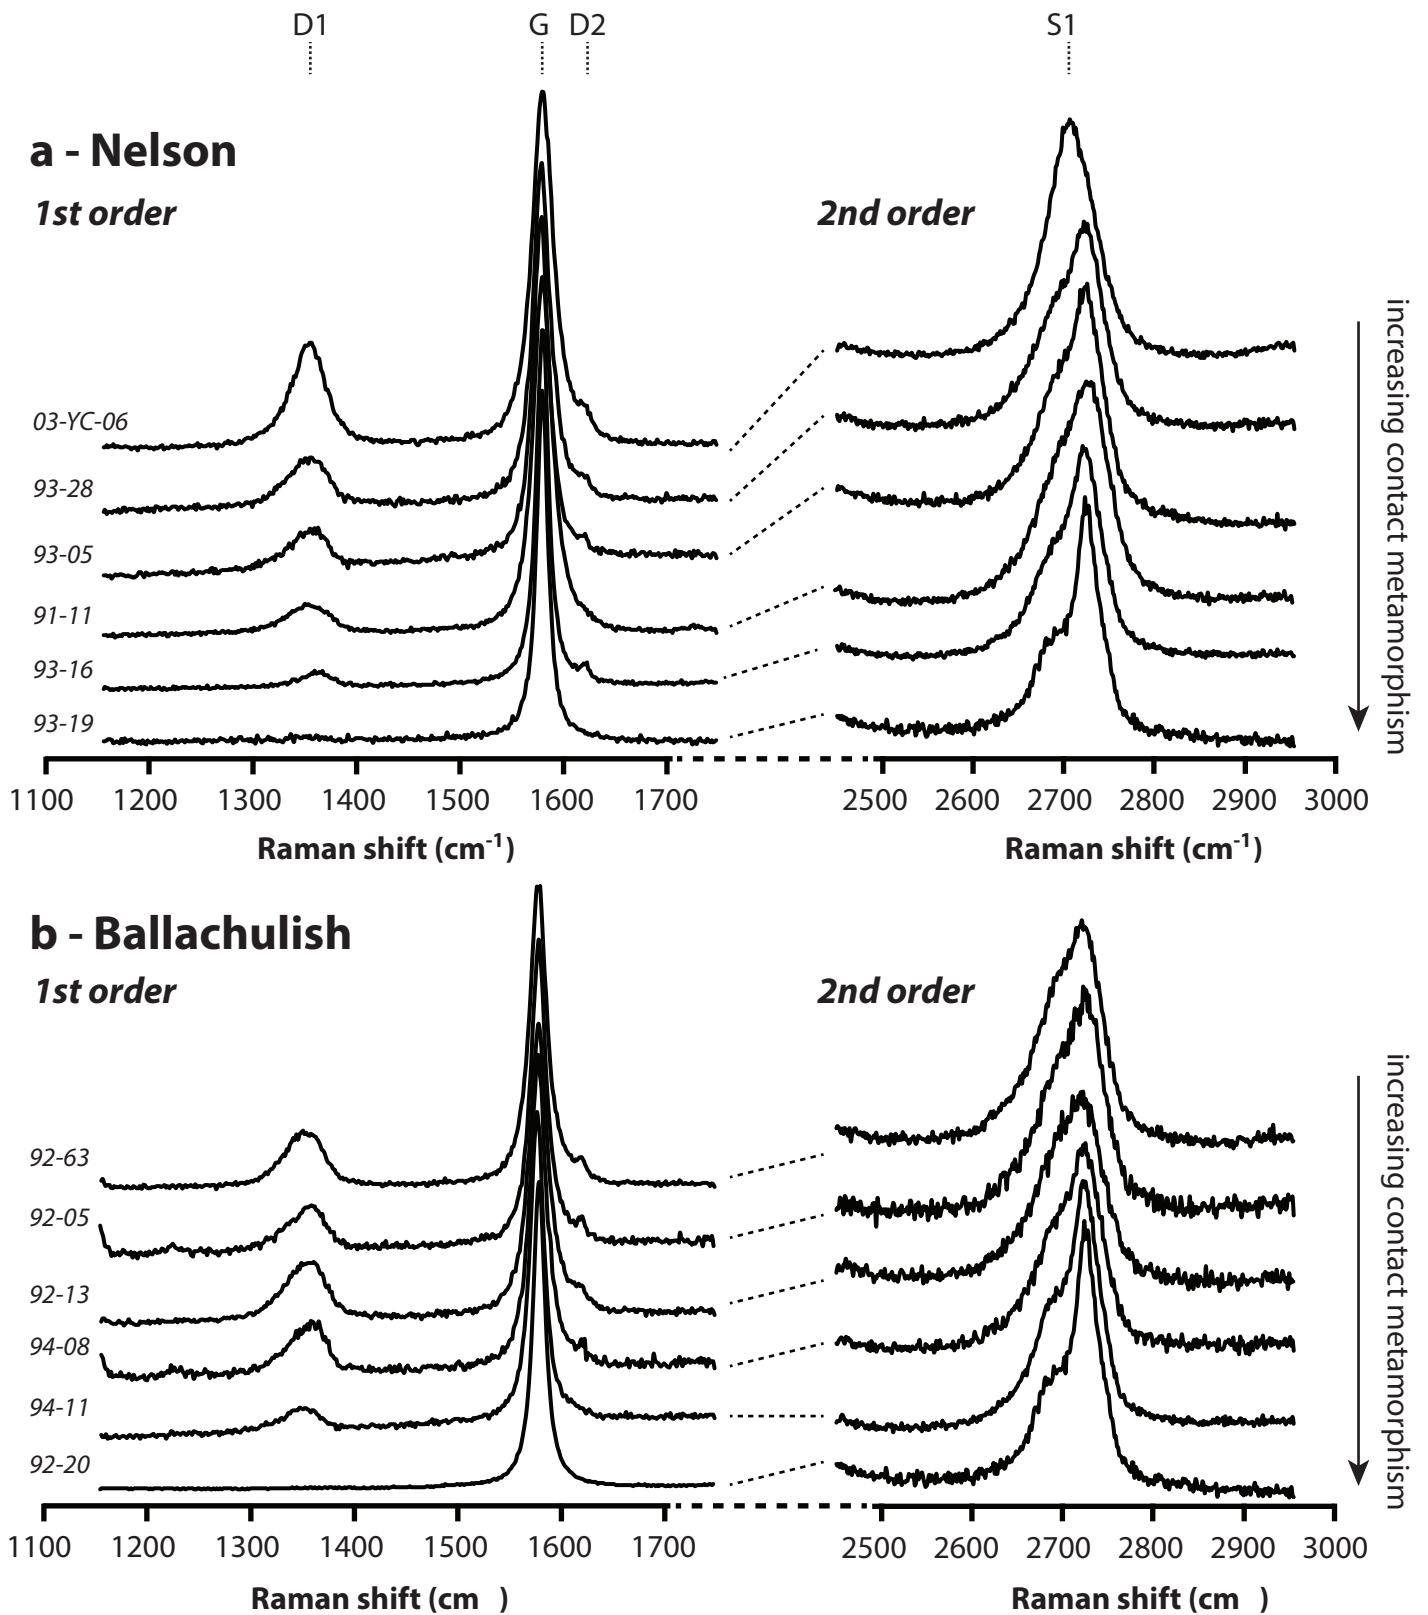 D1 G D2 S1
a - Nelson
1st order 2nd order
03-YC-06
93-28
93-05
91-11
93-16
93-19
increasing contact metamorphism
1100 1200 1300 1400 1500 1600 1700 2500 2600 2700 2800 2900 3000
Raman shift (cm-1) Raman shift (cm-1)
b - Ballachulish
1st order 2nd order
92-63
92-05
92-13
94-08
94-11
92-20
increasing contact metamorphism
1100 1200 1300 1400 1500 1600 1700 2500 2600 2700 2800 2900 3000
Raman shift (cm ) Raman shift (cm )